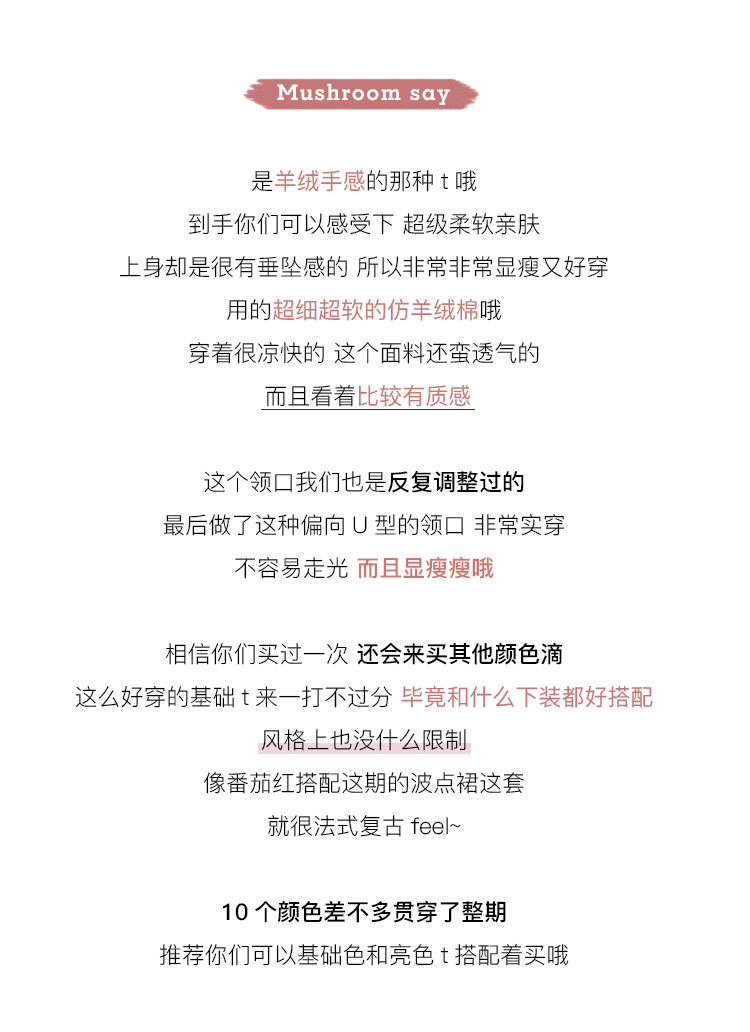 Mushroom say
是羊绒手感的那种 t 哦
到手你们可以感受下 超级柔软亲肤
上身却是很有垂坠感的 所以非常非常显瘦又好穿
用的超细超软的仿羊绒棉哦
穿着很凉快的 这个面料还蛮透气的
而且看着比较有质感
这个领口我们也是反复调整过的
最后做了这种偏向 U 型的领口 非常实穿
不容易走光 而且显瘦瘦哦
相信你们买过一次 还会来买其他颜色滴
这么好穿的基础 t 来一打不过分 毕竟和什么下装都好搭配
风格上也没什么限制
像番茄红搭配这期的波点裙这套
就很法式复古 feel~
10 个颜色差不多贯穿了整期
推荐你们可以基础色和亮色 t 搭配着买哦